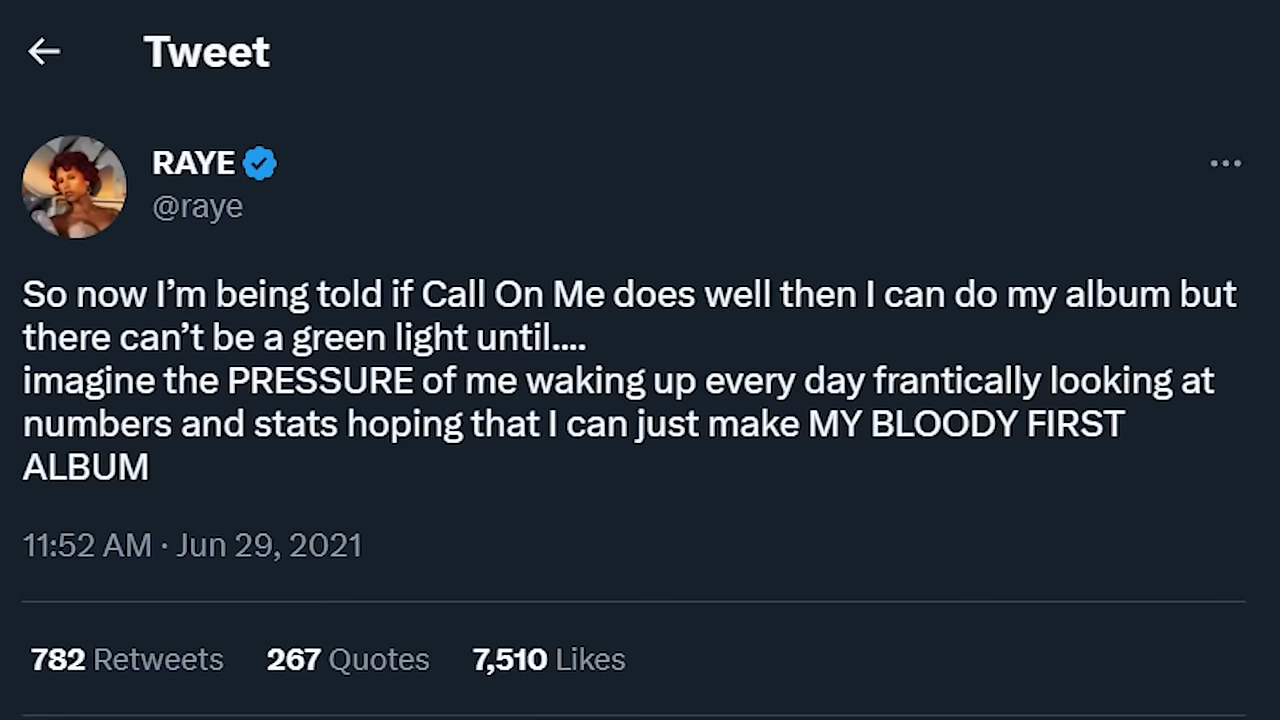 Tweet
RAYE
@raye
So now I’m being told if Call On Me does well then I can do my album but
there can’t be a green light until....
imagine the PRESSURE of me waking up every day frantically looking at
numbers and stats hoping that I can just make MY BLOODY FIRST
ALBUM
11:52 AM · Jun 29, 2021
782 Retweets 267 Quotes 7,510 Likes